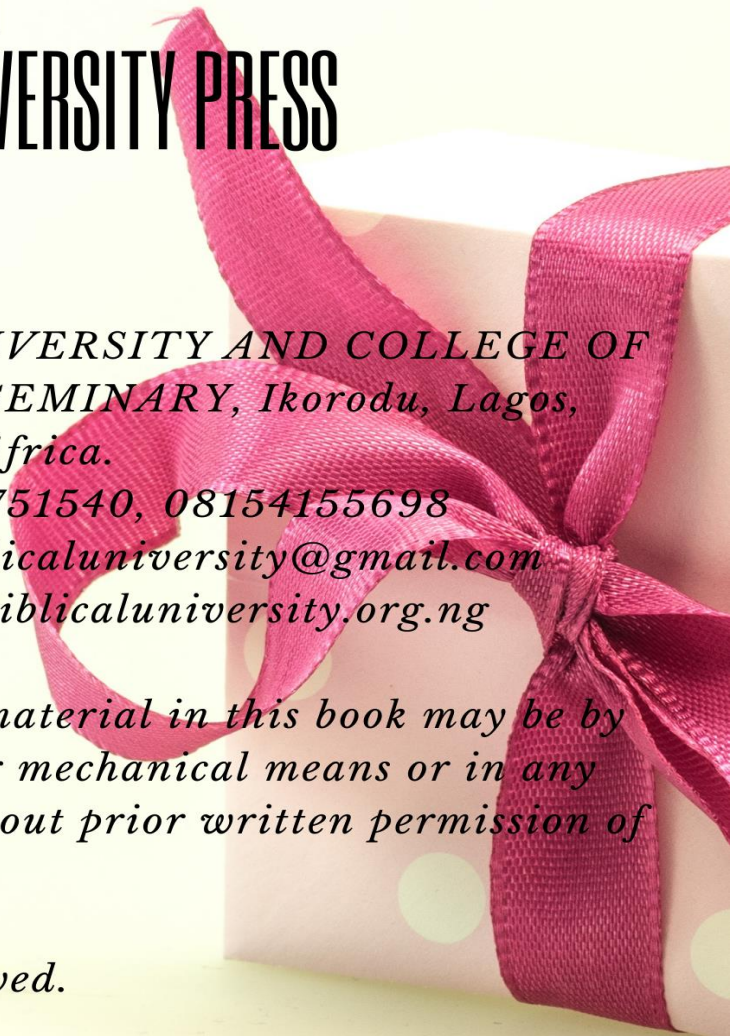 VERSITY PRESS
IVERSITY AND COLLEGE OF
SEMINARY, Ikorodu, Lagos,
frica.
751540, 08154155698
icaluniversity@gmail.com
iblicaluniversity.org.ng
material in this book may be by
r mechanical means or in any
out prior written permission of
ved.